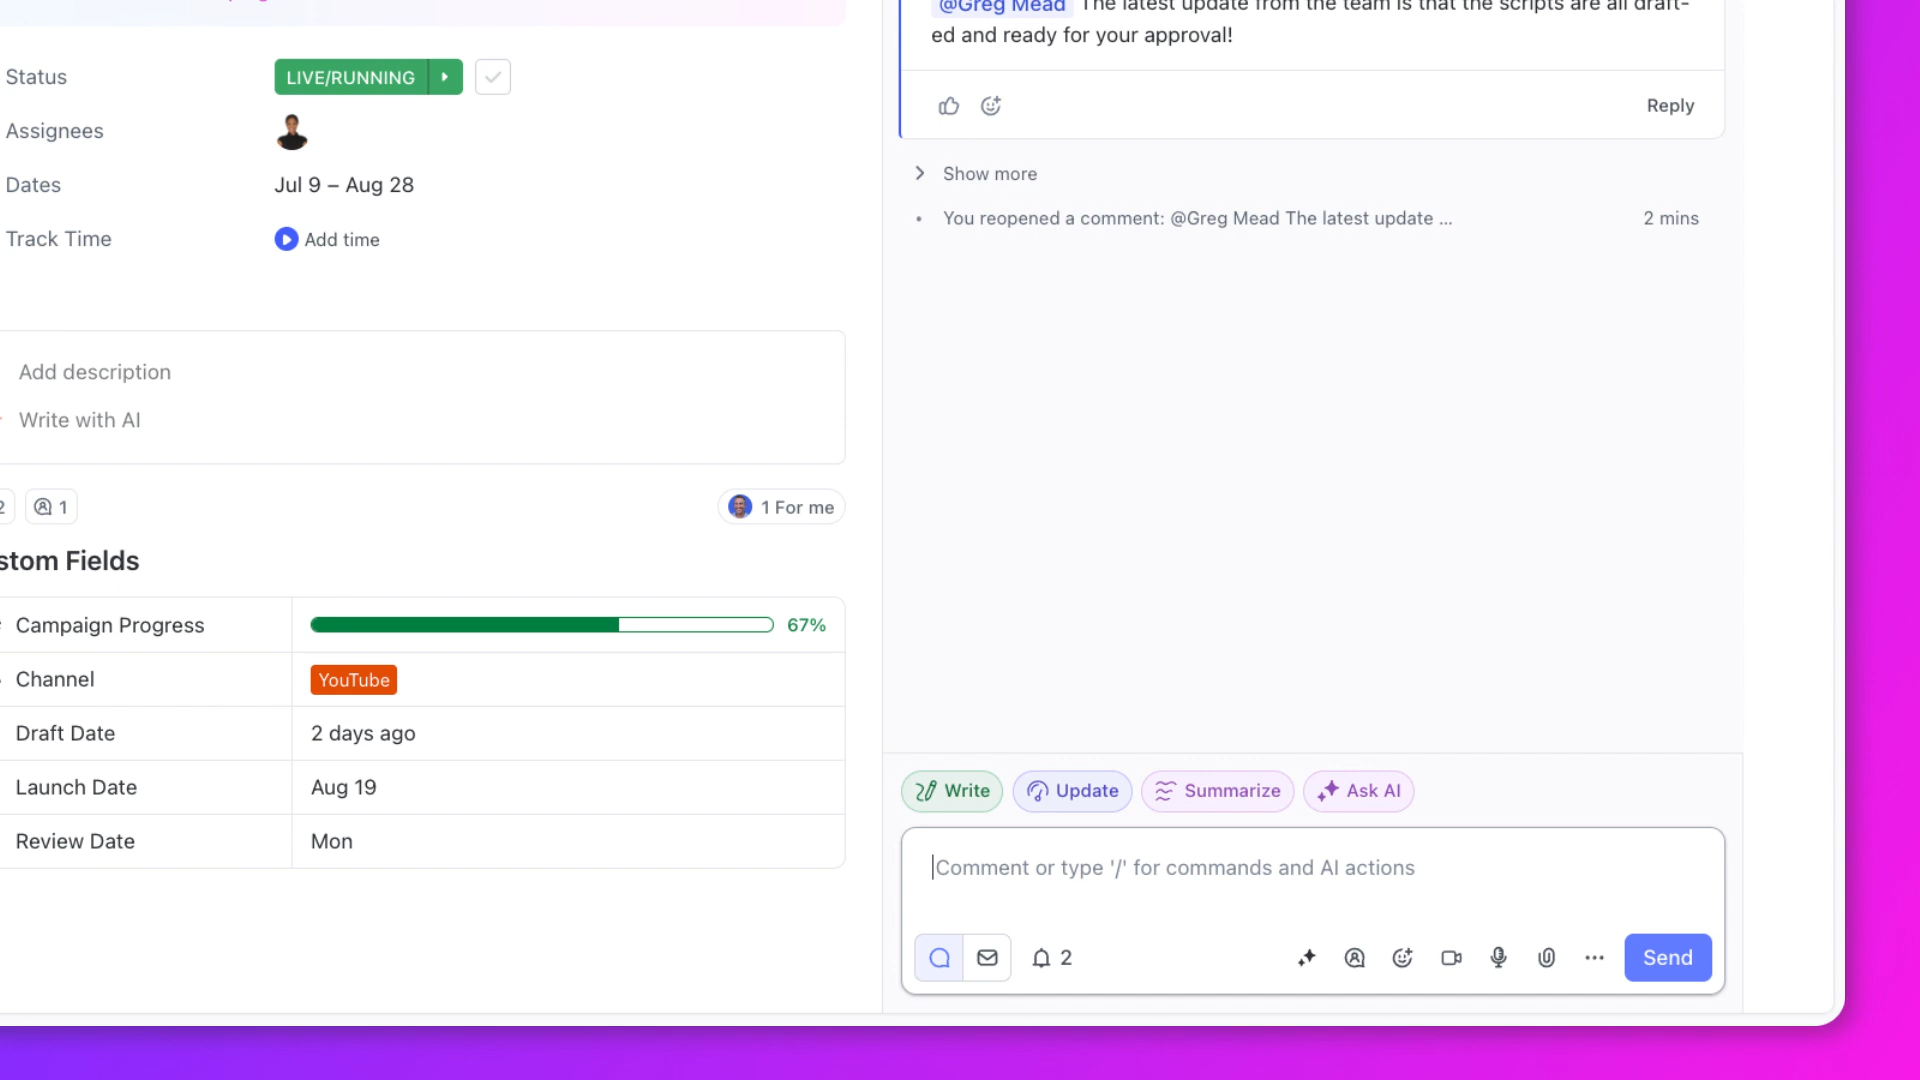 Status
LIVE/RUNNING
Assignees
Dates
Jul 9 – Aug 28
Track Time
Add time
Add description
Write with AI
2
1
1 For me
stom Fields
Campaign Progress
67%
Channel
YouTube
Draft Date
2 days ago
Launch Date
Aug 19
Review Date
Mon
@Greg Mead The latest update from the team is that the scripts are all draft-
ed and ready for your approval!
Reply
Show more
• You reopened a comment: @Greg Mead The latest update ...
2 mins
Write
Update
Summarize
Ask AI
Comment or type '/' for commands and AI actions
2
Send